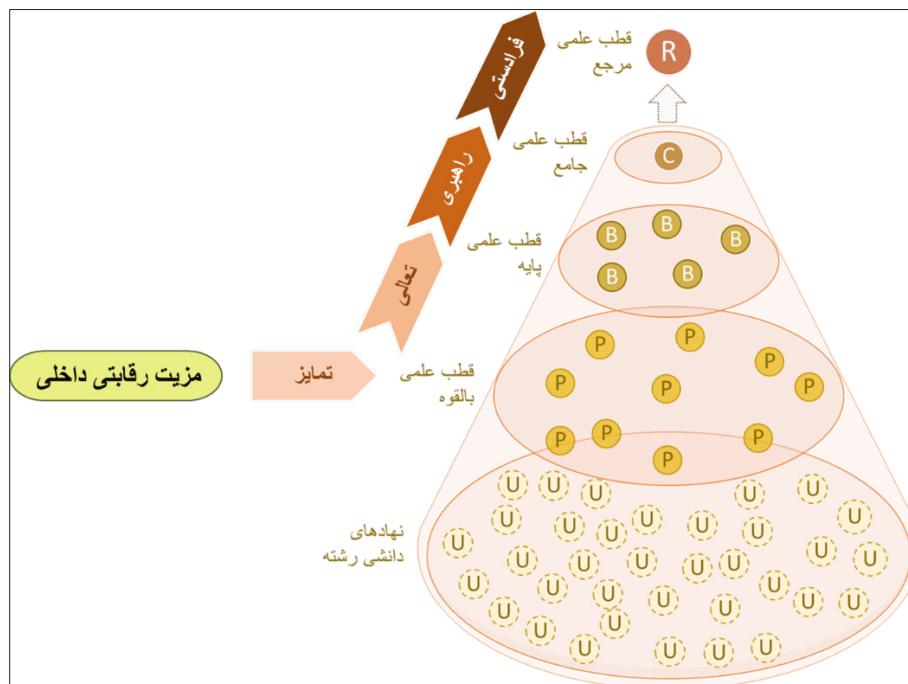 قطب علمی
مرجع
R
فرادستی
قطب علمی
جامع
C
راهبری
قطب علمی
پایه
B B B
B B
تعالی
مزیت رقابتی داخلی
تمایز
قطب علمی
بالقوه
P P P
P P P
P P P P
نهادهای
دانشی رشته
U U U U U
U U U U U U U
U U U U U U U U
U U U U U U U U
U U U
U U U U